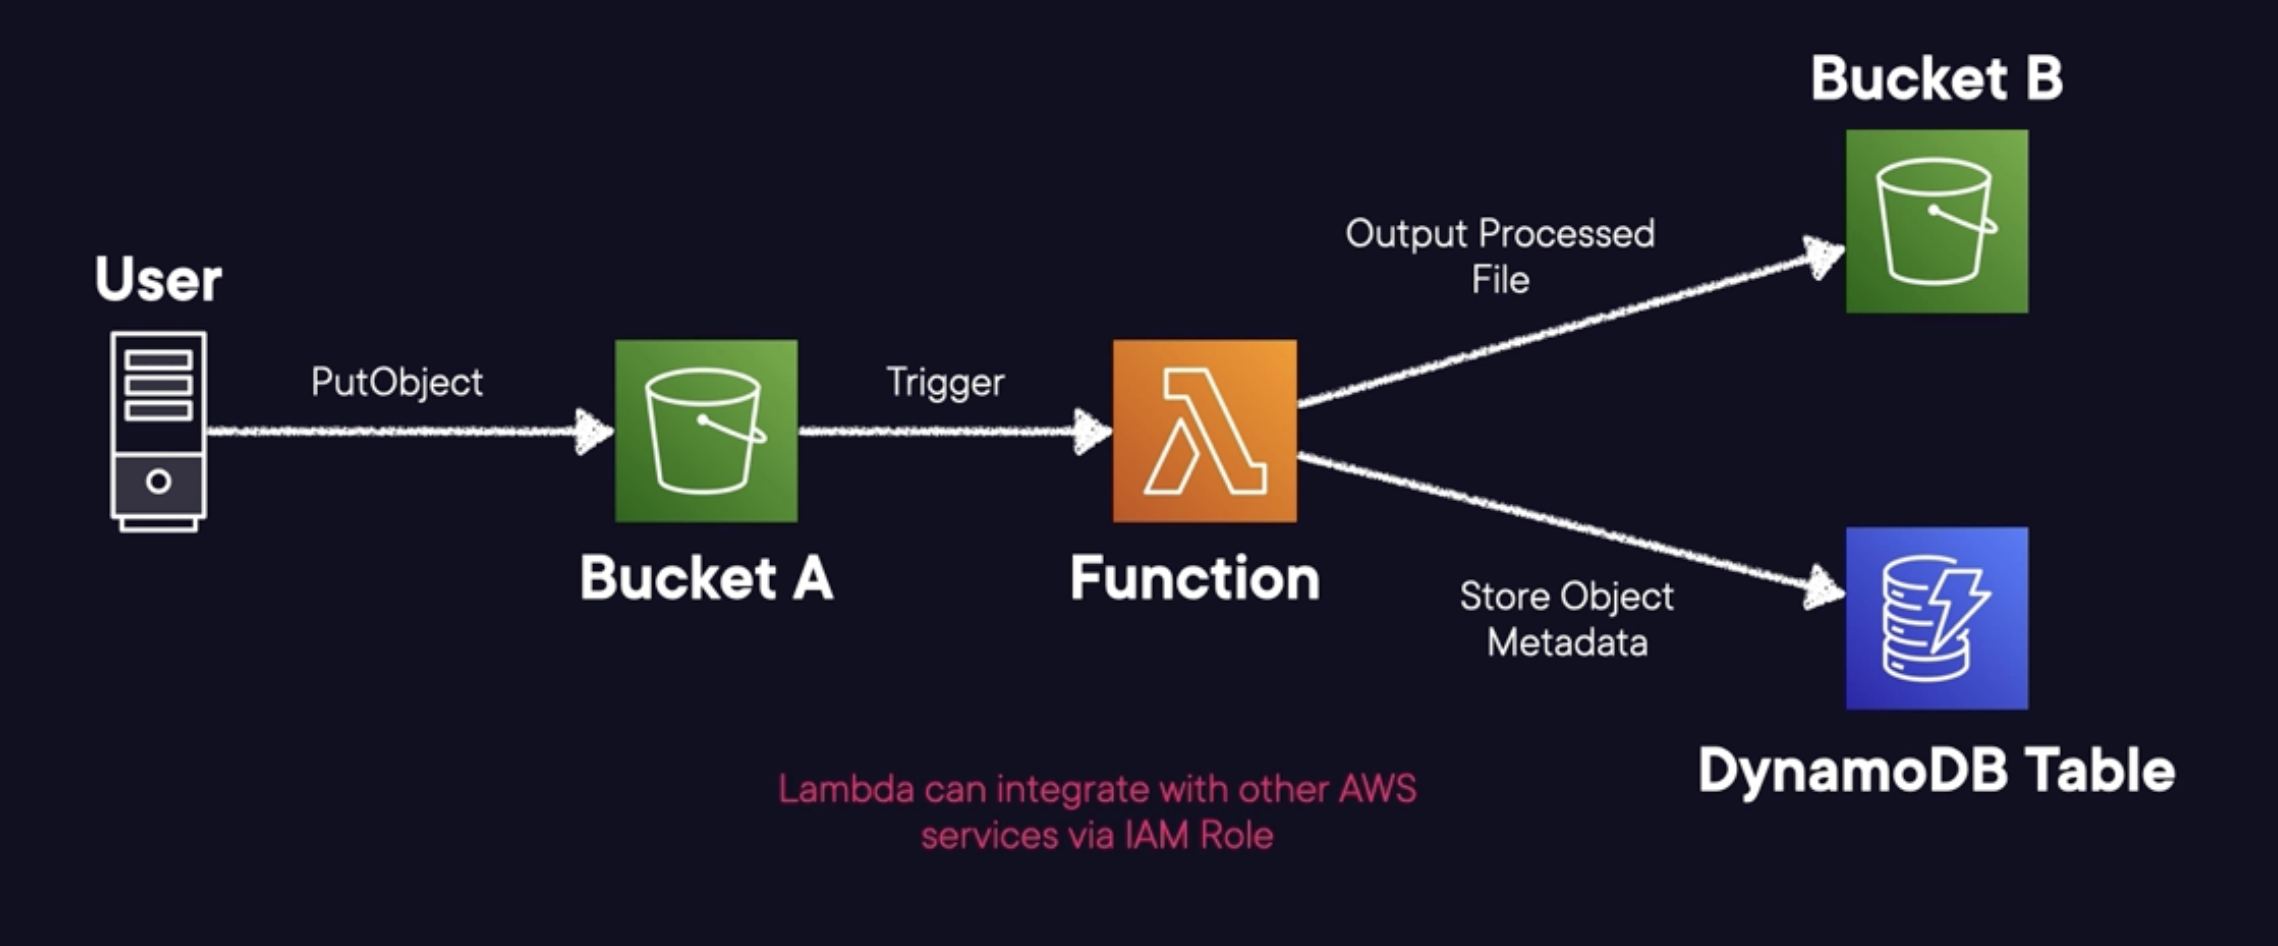 User
PutObject
Bucket A
Trigger
Function
Output Processed
File
Bucket B
Store Object
Metadata
DynamoDB Table
Lambda can integrate with other AWS
services via IAM Role